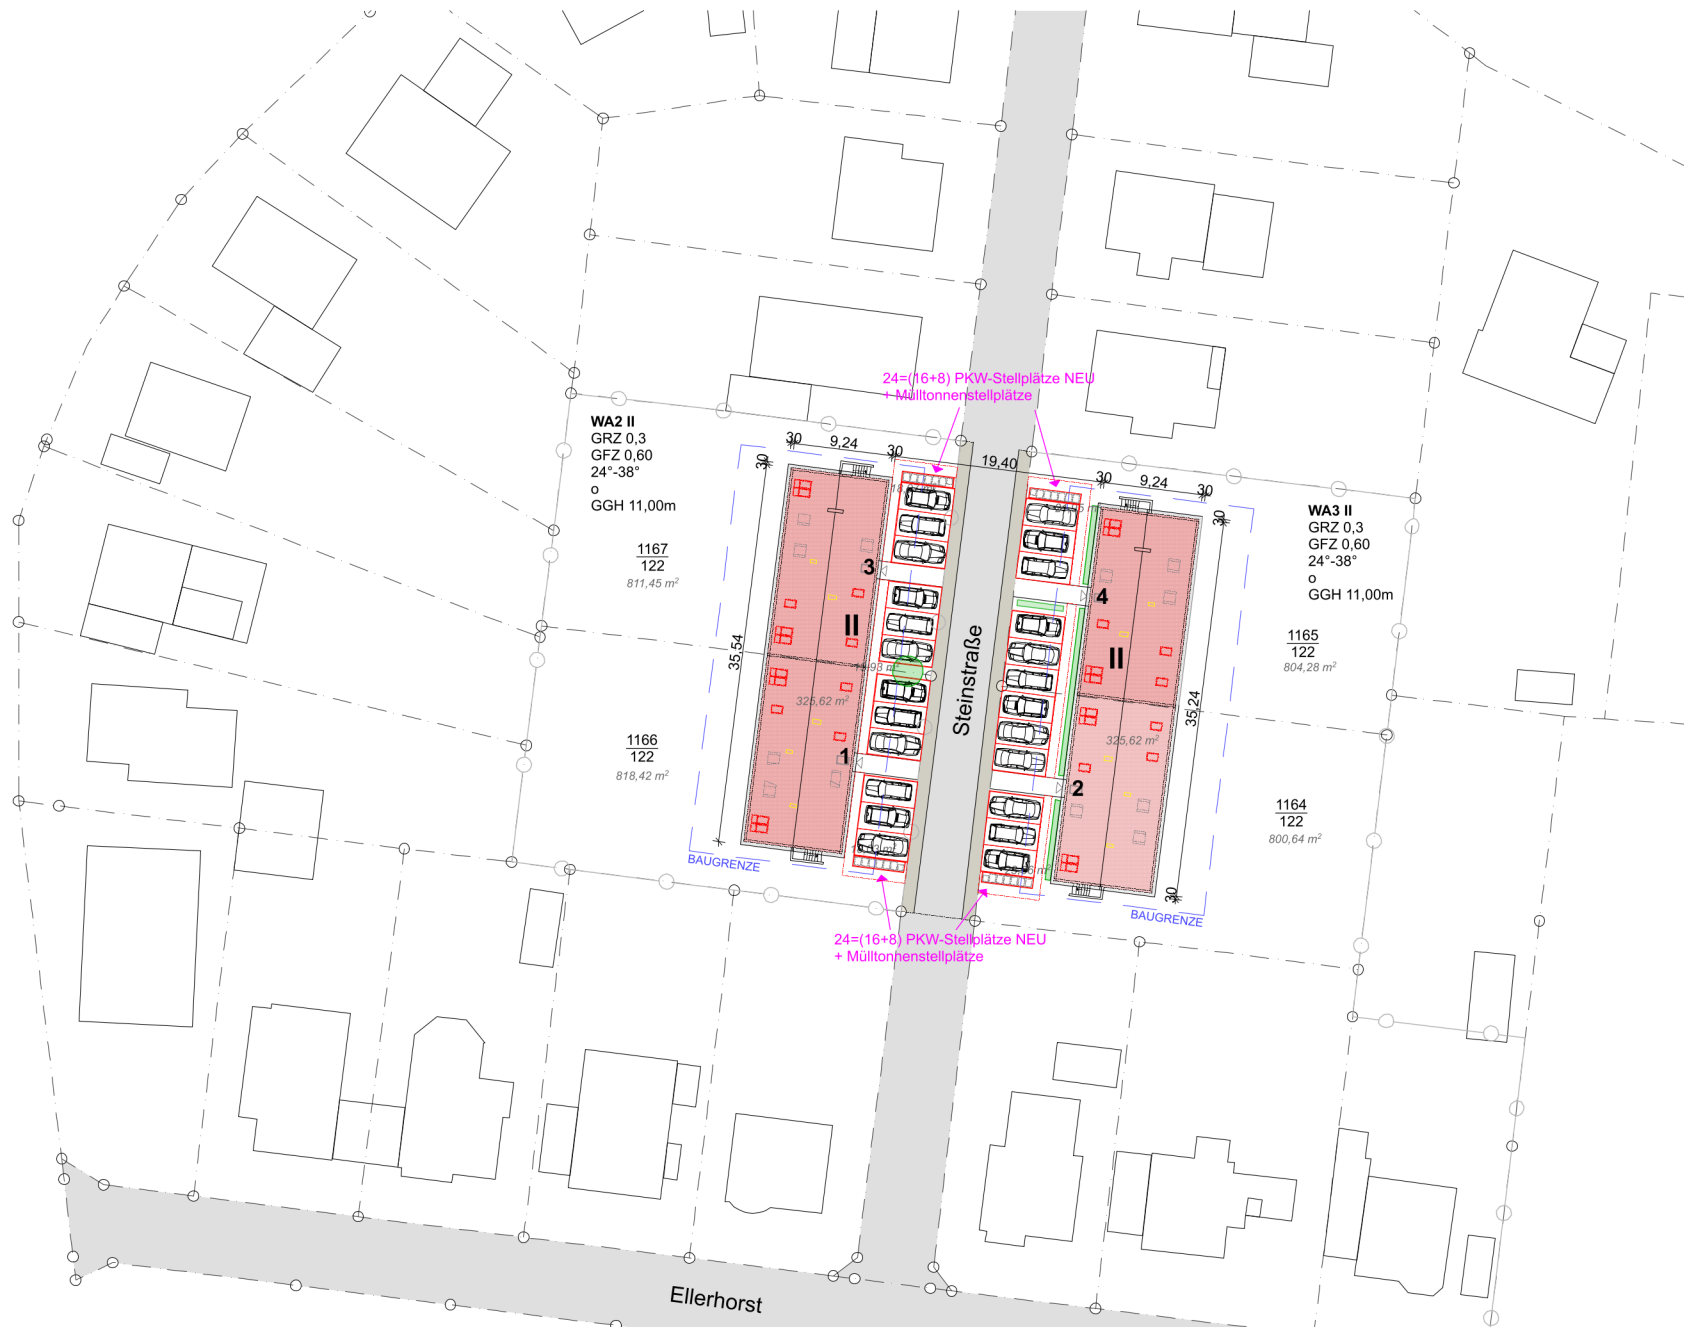 24=(16+8) PKW-Stellplätze NEU
+ Mülltonnenstellplätze
WA2 II
GRZ 0,3
GFZ 0,60
24°-38°
o
GGH 11,00m
30
9,24
30
19,40
30
9,24
30
30
30
WA3 II
GRZ 0,3
GFZ 0,60
24°-38°
o
GGH 11,00m
1167
122
811,45 m²
3
4
II
II
35,54
Steinstraße
1165
122
804,28 m²
325,62 m²
325,62 m²
35,24
1166
122
818,42 m²
1
2
1164
122
800,64 m²
BAUGRENZE
30
BAUGRENZE
24=(16+8) PKW-Stellplätze NEU
+ Mülltonnenstellplätze
Ellerhorst